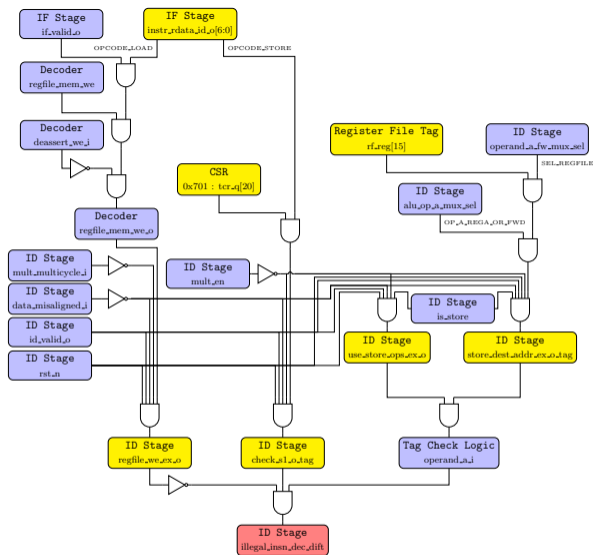 IF Stage
if_valid_o
IF Stage
instr_rdata_id_o[6:0]
OPCODE_LOAD
OPCODE_STORE
Decoder
regfile_mem_we
Decoder
deassert_we_i
Register File Tag
rf_reg[15]
ID Stage
operand_a_fw_mux_sel
SEL_REGFILE
CSR
0x701 : tcr_q[20]
ID Stage
alu_op_a_mux_sel
OP_A_REGA_OR_FWD
Decoder
regfile_mem_we_o
ID Stage
mult_multicycle_i
ID Stage
mult_en
ID Stage
data_misaligned_i
ID Stage
is_store
ID Stage
id_valid_o
ID Stage
rst_n
ID Stage
use_store_ops_ex_o
ID Stage
store_dest_addr_ex_o_tag
ID Stage
regfile_we_ex_o
ID Stage
check_s1_o_tag
Tag Check Logic
operand_a_i
ID Stage
illegal_insn_dec_dift